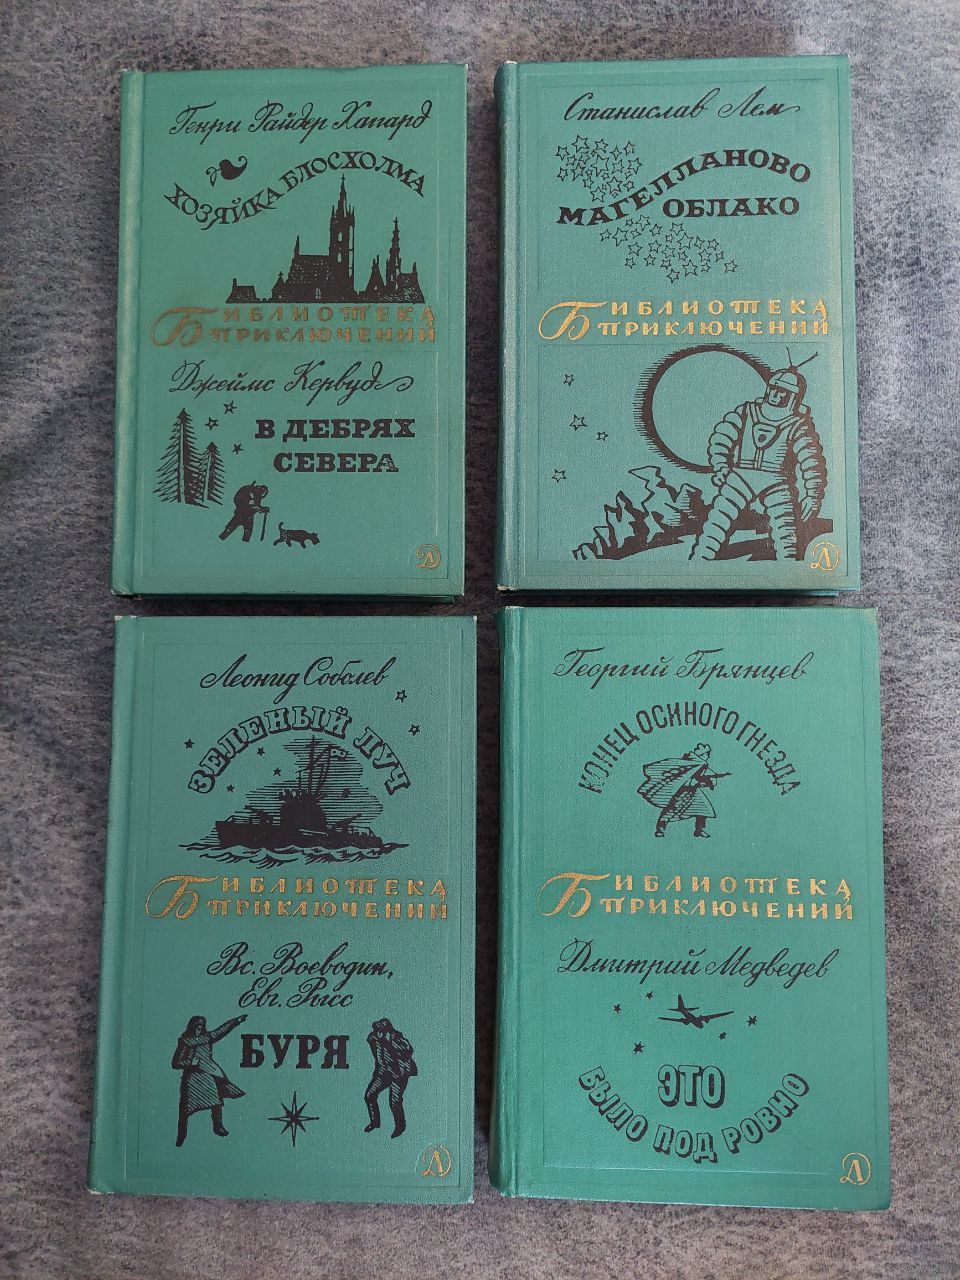 Генри Райдер Хаггард
ХОЗЯЙКА БЛОСХОЛМА
БИБЛИОТЕКА
ПРИКЛЮЧЕНИЙ
Джеймс Кервуд
В ДЕБРЯХ
СЕВЕРА
Д
Станислав Лем
МАГЕЛЛАНОВО
ОБЛАКО
БИБЛИОТЕКА
ПРИКЛЮЧЕНИЙ
Д
Леонид Соболев
ЗЕЛЕНЫЙ ЛУЧ
БИБЛИОТЕКА
ПРИКЛЮЧЕНИЙ
Вс. Воеводин,
Евг. Рысс
БУРЯ
Д
Георгий Брянцев
КОНЕЦ ОСИНОГО ГНЕЗДА
БИБЛИОТЕКА
ПРИКЛЮЧЕНИЙ
Дмитрий Медведев
ЭТО
БЫЛО ПОД РОВНО
Д